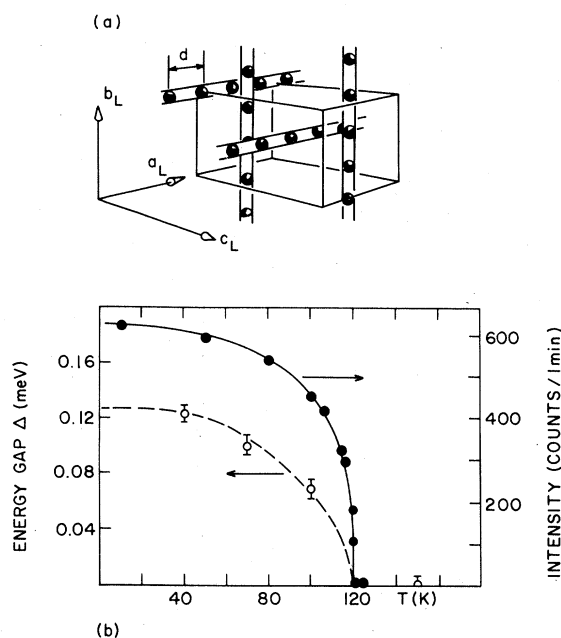 (a)
d
b_L
a_L
c_L
ENERGY GAP Δ (meV)
0.16
0.12
0.08
0.04
600
400
200
INTENSITY (COUNTS/1min)
40
80
120
T(K)
(b)